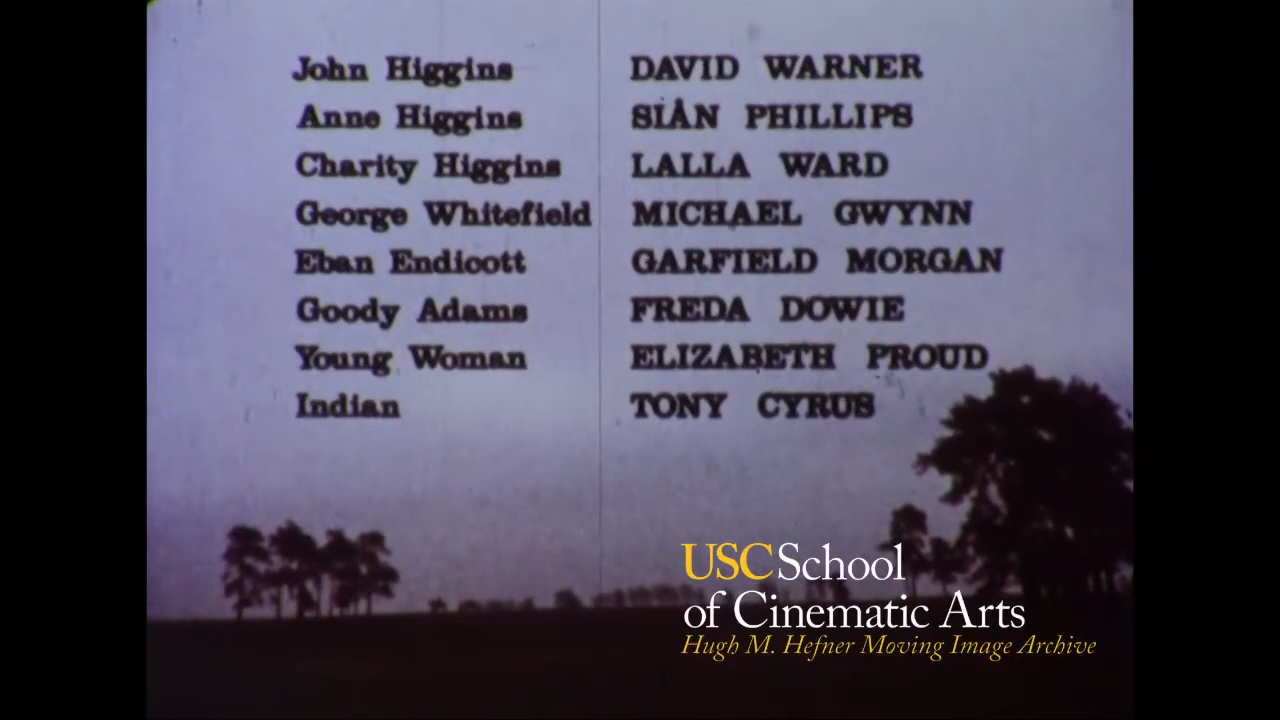 John Higgins DAVID WARNER
Anne Higgins SIÂN PHILLIPS
Charity Higgins LALLA WARD
George Whitefield MICHAEL GWYNN
Eban Endicott GARFIELD MORGAN
Goody Adams FREDA DOWIE
Young Woman ELIZABETH PROUD
Indian TONY CYRUS
USC School
of Cinematic Arts
Hugh M. Hefner Moving Image Archive